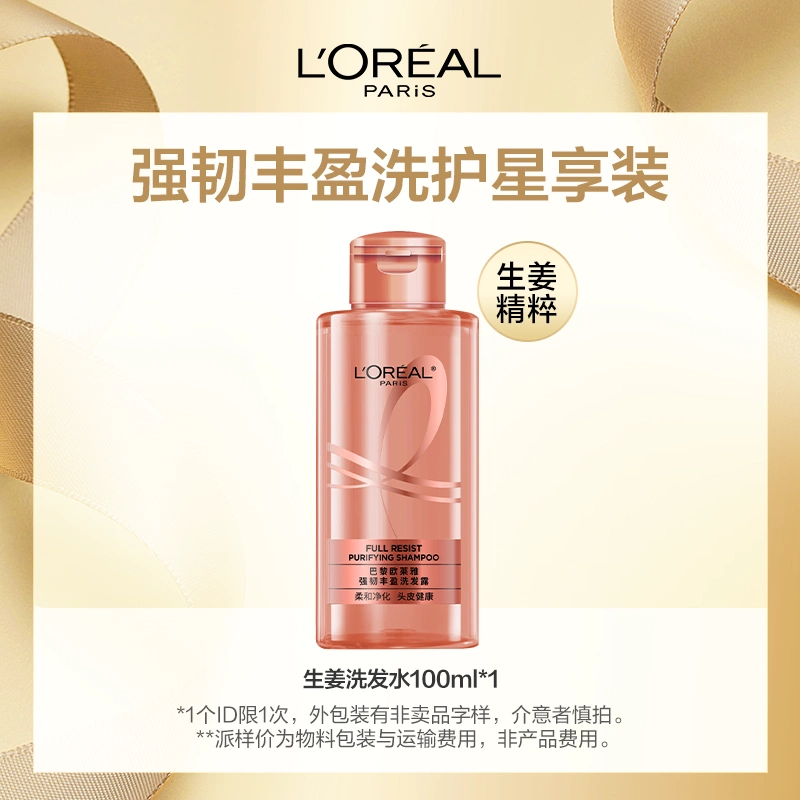 L'ORÉAL
PARiS
强韧丰盈洗护星享装
生姜
精粹
L'ORÉAL®
PARiS
FULL RESIST
PURIFYING SHAMPOO
巴黎欧莱雅
强韧丰盈洗发露
柔和净化 头皮健康
生姜洗发水100ml*1
*1个ID限1次，外包装有非卖品字样，介意者慎拍。
**派样价为物料包装与运输费用，非产品费用。